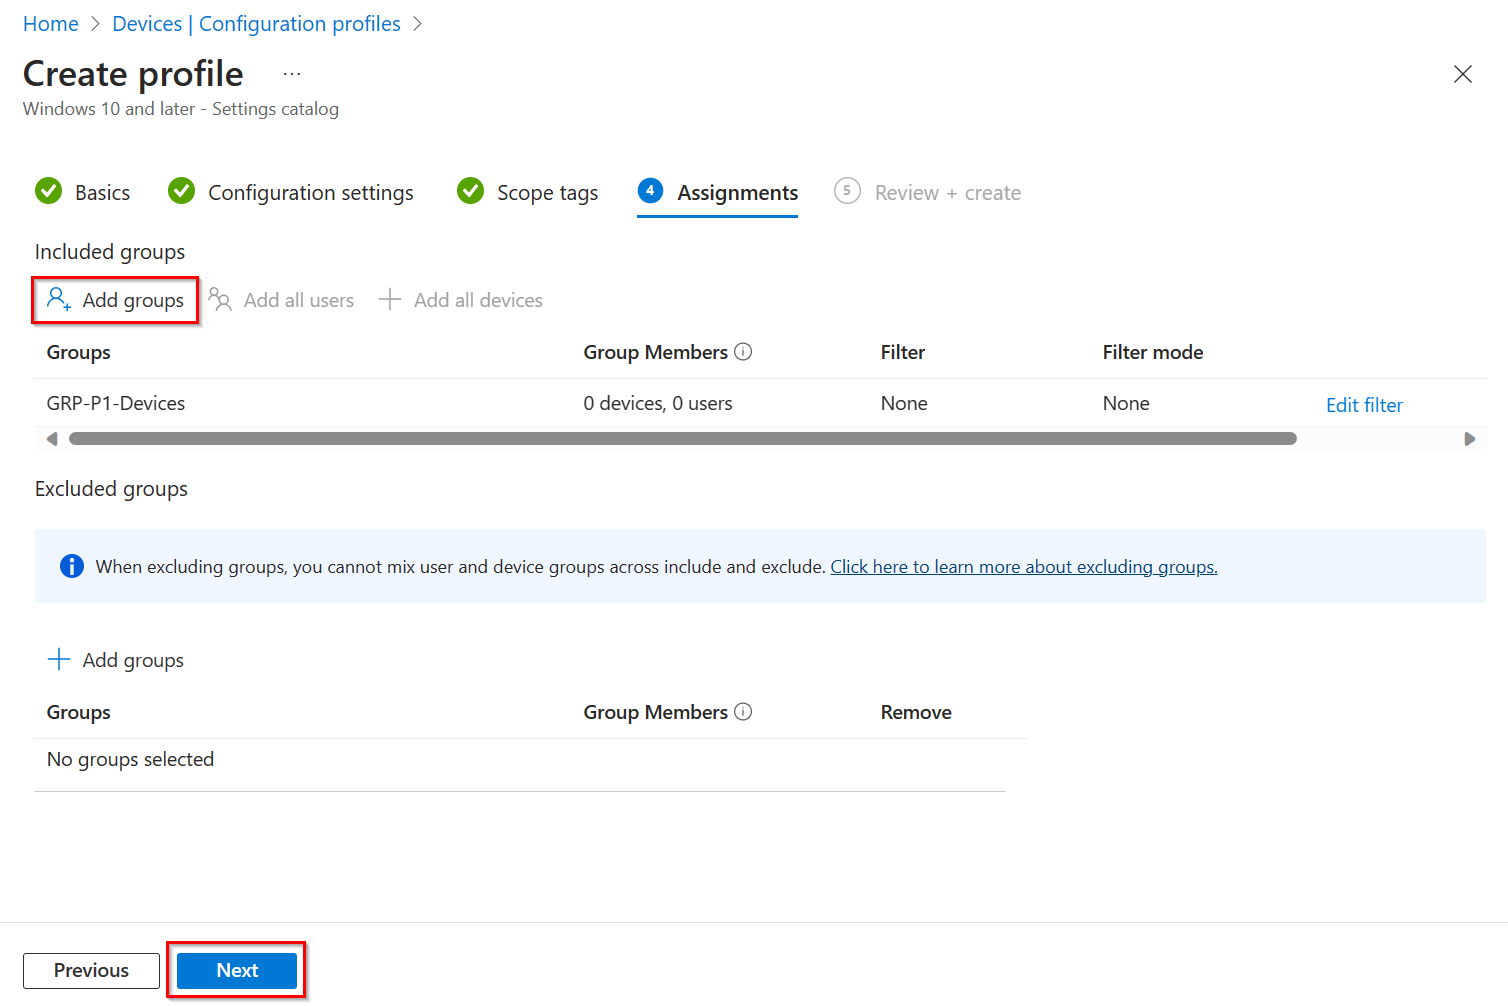 Home > Devices | Configuration profiles >
Create profile ...
Windows 10 and later - Settings catalog
Basics Configuration settings Scope tags 4 Assignments 5 Review + create
Included groups
Add groups Add all users Add all devices
Groups Group Members Filter Filter mode
GRP-P1-Devices 0 devices, 0 users None None Edit filter
Excluded groups
When excluding groups, you cannot mix user and device groups across include and exclude. Click here to learn more about excluding groups.
Add groups
Groups Group Members Remove
No groups selected
Previous Next